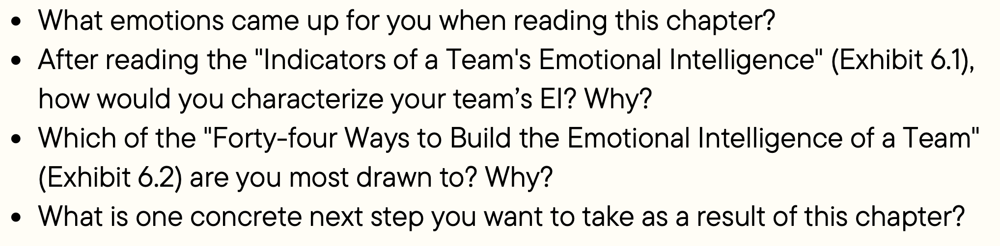 • What emotions came up for you when reading this chapter?
• After reading the "Indicators of a Team's Emotional Intelligence" (Exhibit 6.1),
how would you characterize your team’s EI? Why?
• Which of the "Forty-four Ways to Build the Emotional Intelligence of a Team"
(Exhibit 6.2) are you most drawn to? Why?
• What is one concrete next step you want to take as a result of this chapter?